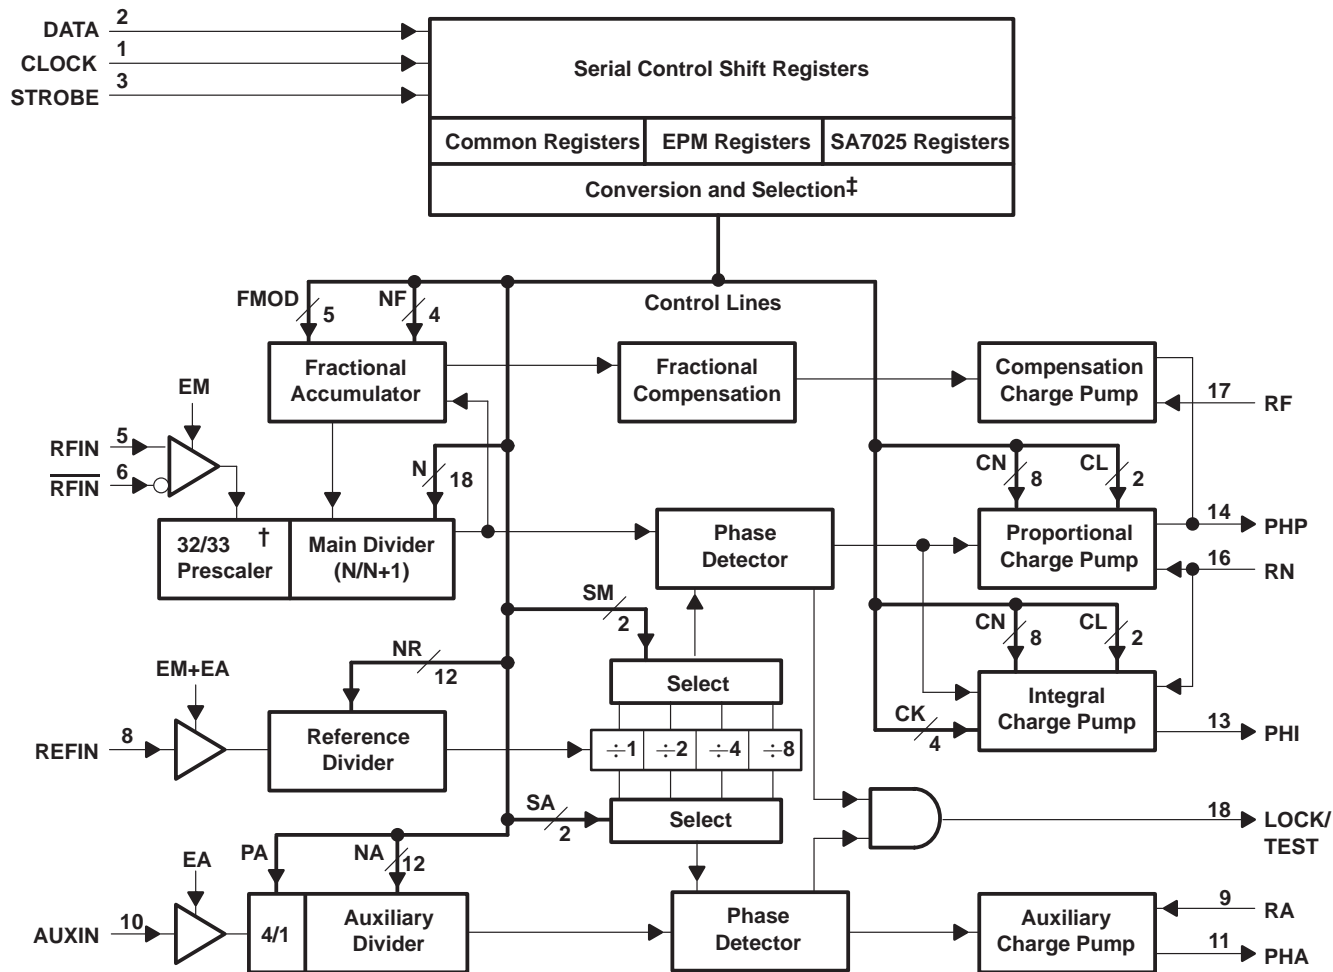 DATA 2
CLOCK 1
STROBE 3
Serial Control Shift Registers
Common Registers EPM Registers SA7025 Registers
Conversion and Selection‡
FMOD 5 NF 4
Control Lines
Fractional
Accumulator
Fractional
Compensation
Compensation
Charge Pump
17 RF
EM
RFIN 5
RFIN 6
N 18
CN 8 CL 2
32/33 †
Prescaler
Main Divider
(N/N+1)
Phase
Detector
Proportional
Charge Pump
14 PHP
16 RN
SM 2
CN 8 CL 2
NR 12
EM+EA
Select
Integral
Charge Pump
CK 4
13 PHI
REFIN 8
Reference
Divider
÷1 ÷2 ÷4 ÷8
SA 2
Select
18 LOCK/
TEST
EA
PA NA 12
AUXIN 10
4/1
Auxiliary
Divider
Phase
Detector
Auxiliary
Charge Pump
9 RA
11 PHA